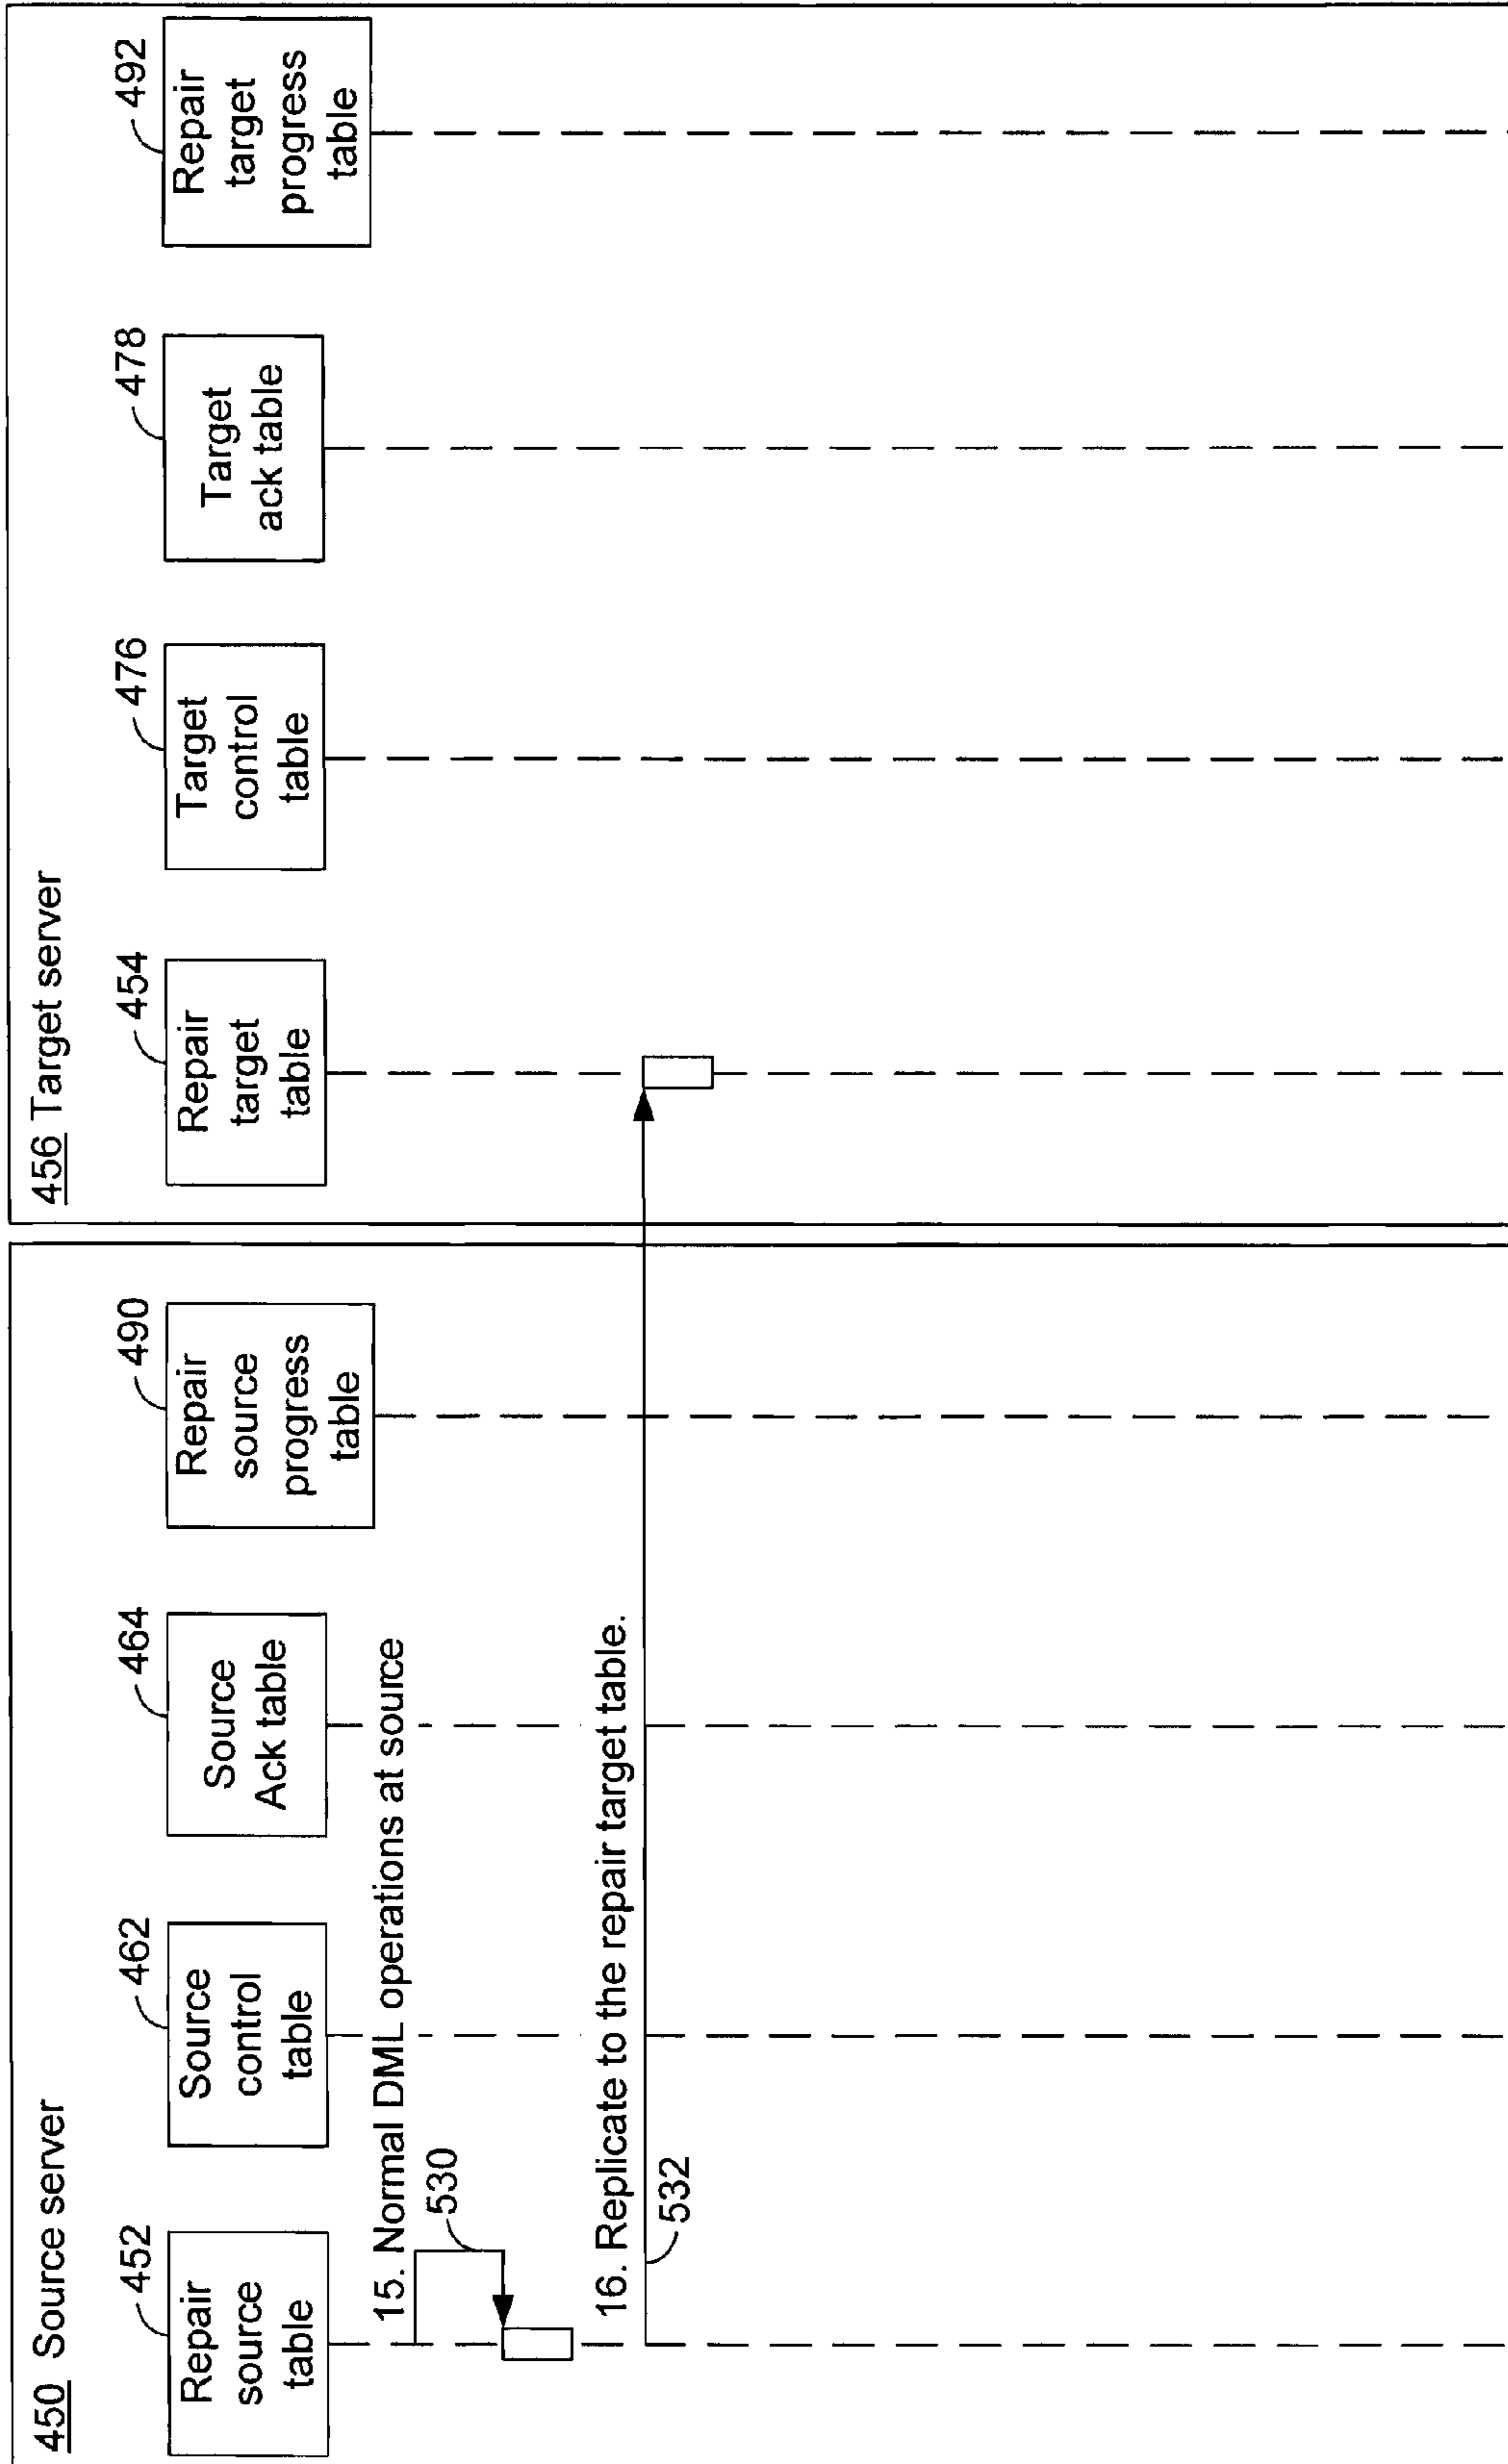 450 Source server
452
Repair
source
table
462
Source
control
table
464
Source
Ack table
490
Repair
source
progress
table
456 Target server
454
Repair
target
table
476
Target
control
table
478
Target
ack table
492
Repair
target
progress
table
15. Normal DML operations at source
530
16. Replicate to the repair target table.
532